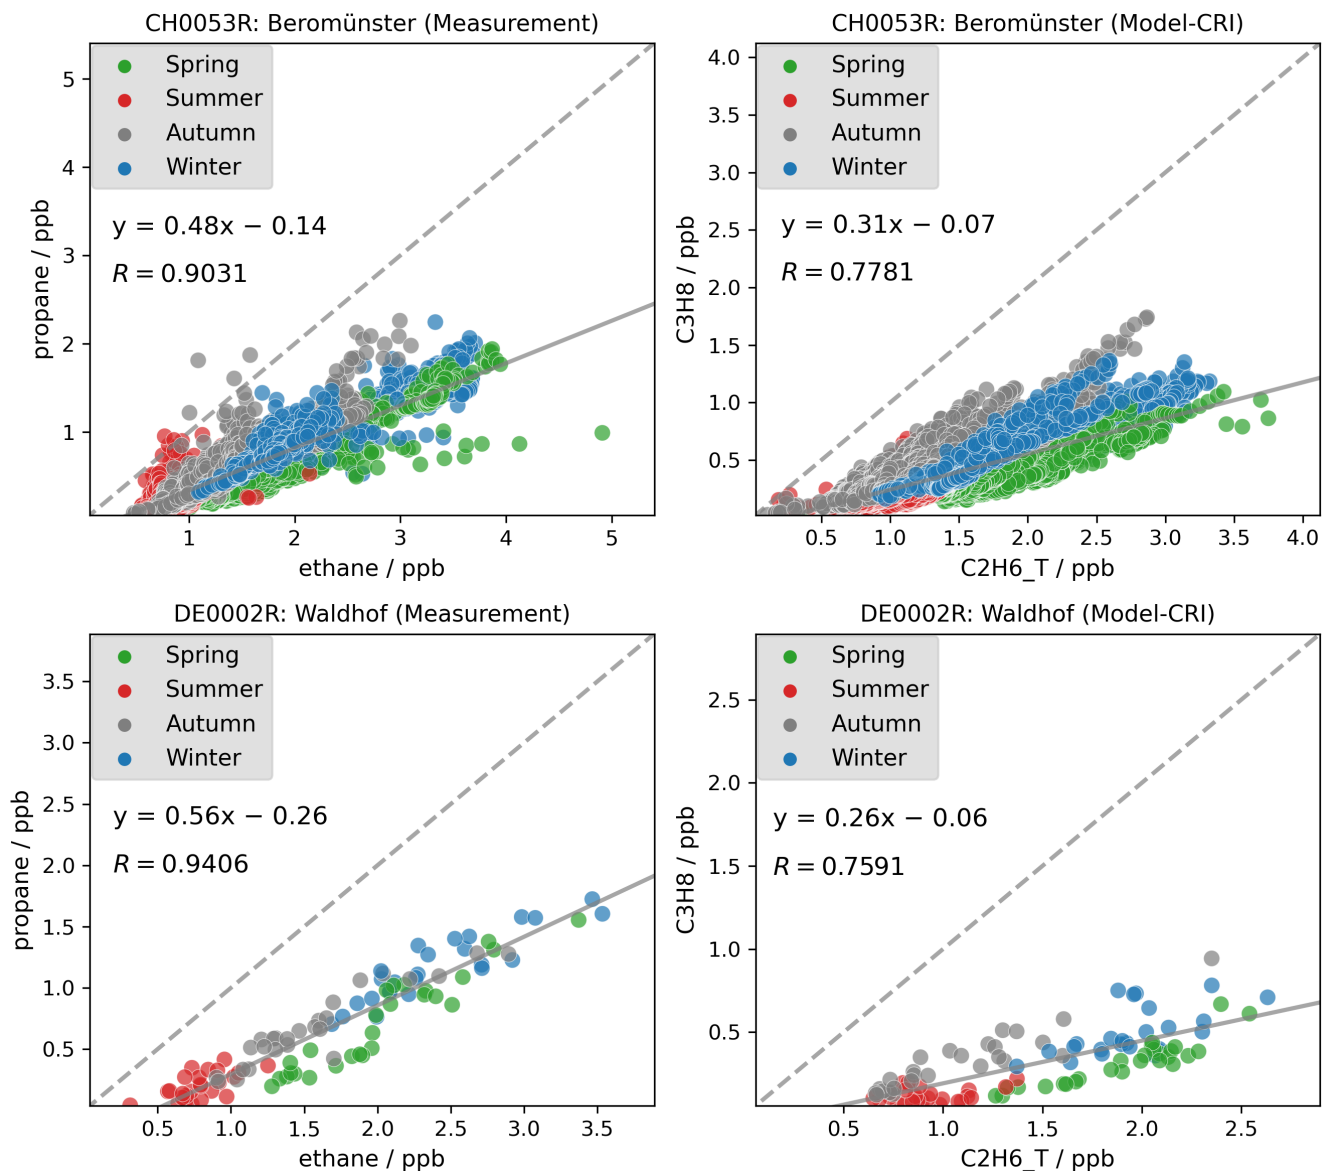 CH0053R: Beromünster (Measurement)
Spring
Summer
Autumn
Winter
y = 0.48x − 0.14
R = 0.9031
5
4
3
2
1
propane / ppb
1 2 3 4 5
ethane / ppb
CH0053R: Beromünster (Model-CRI)
Spring
Summer
Autumn
Winter
y = 0.31x − 0.07
R = 0.7781
4.0
3.5
3.0
2.5
2.0
1.5
1.0
0.5
C3H8 / ppb
0.5 1.0 1.5 2.0 2.5 3.0 3.5 4.0
C2H6_T / ppb
DE0002R: Waldhof (Measurement)
Spring
Summer
Autumn
Winter
y = 0.56x − 0.26
R = 0.9406
3.5
3.0
2.5
2.0
1.5
1.0
0.5
propane / ppb
0.5 1.0 1.5 2.0 2.5 3.0 3.5
ethane / ppb
DE0002R: Waldhof (Model-CRI)
Spring
Summer
Autumn
Winter
y = 0.26x − 0.06
R = 0.7591
2.5
2.0
1.5
1.0
0.5
C3H8 / ppb
0.5 1.0 1.5 2.0 2.5
C2H6_T / ppb